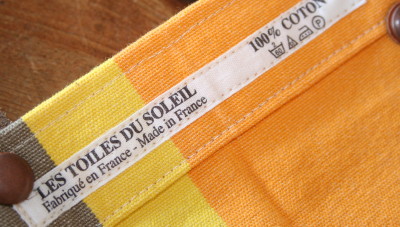 LES TOILES DU SOLEIL
Fabriqué en France - Made in France
100% COTON